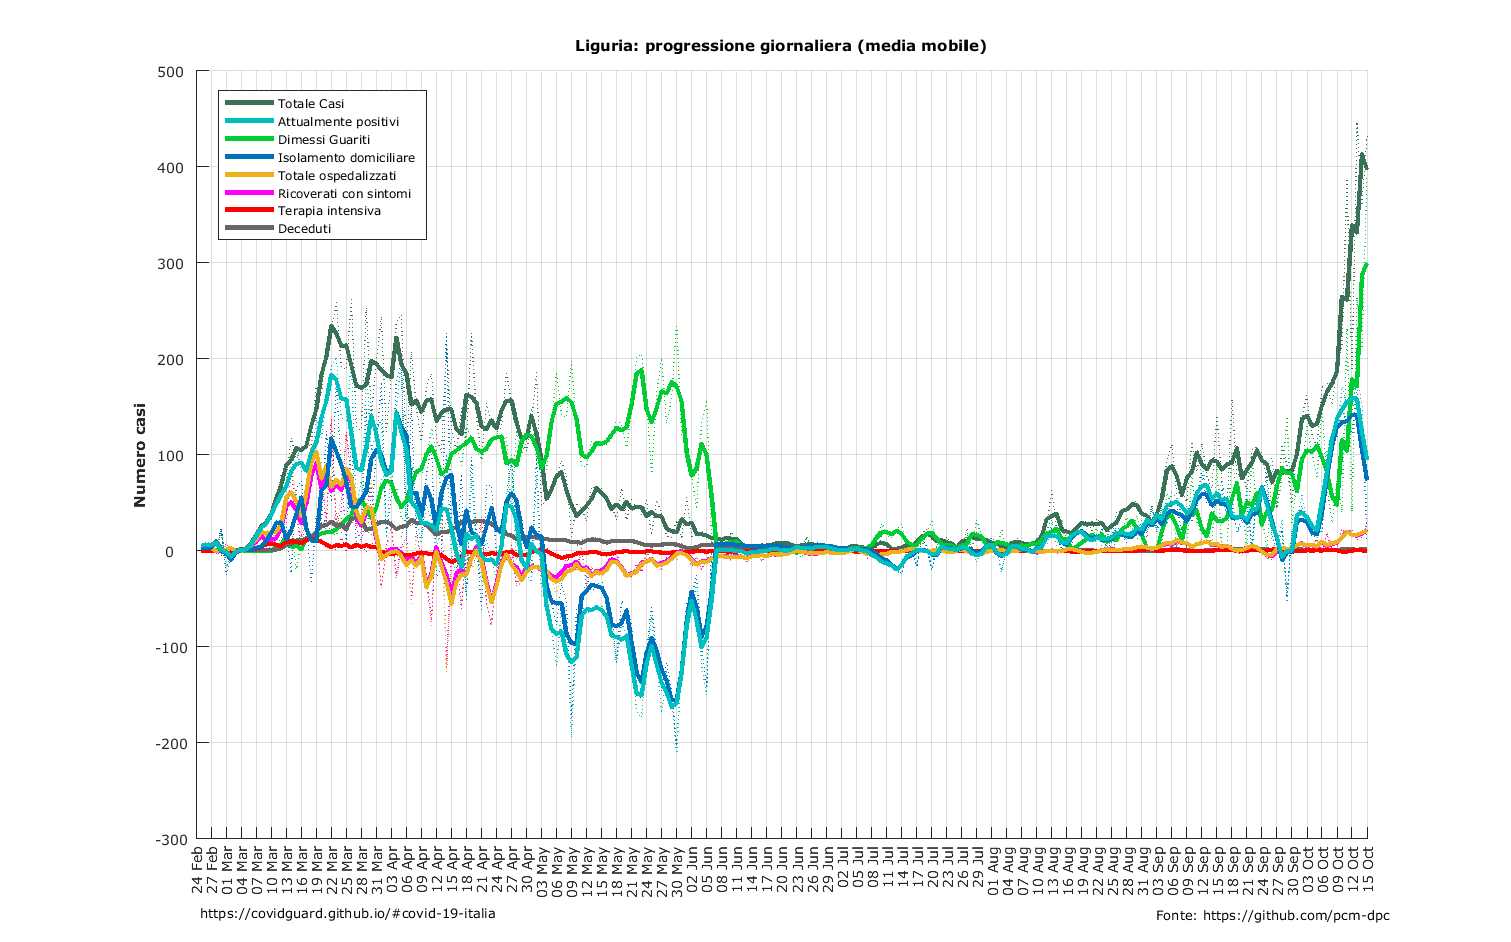 Liguria: progressione giornaliera (media mobile)
500
400
300
200
100
0
-100
-200
-300
Numero casi
Totale Casi
Attualmente positivi
Dimessi Guariti
Isolamento domiciliare
Totale ospedalizzati
Ricoverati con sintomi
Terapia intensiva
Deceduti
24 Feb
27 Feb
01 Mar
04 Mar
07 Mar
10 Mar
13 Mar
16 Mar
19 Mar
22 Mar
25 Mar
28 Mar
31 Mar
03 Apr
06 Apr
09 Apr
12 Apr
15 Apr
18 Apr
21 Apr
24 Apr
27 Apr
30 Apr
03 May
06 May
09 May
12 May
15 May
18 May
21 May
24 May
27 May
30 May
02 Jun
05 Jun
08 Jun
11 Jun
14 Jun
17 Jun
20 Jun
23 Jun
26 Jun
29 Jun
02 Jul
05 Jul
08 Jul
11 Jul
14 Jul
17 Jul
20 Jul
23 Jul
26 Jul
29 Jul
01 Aug
04 Aug
07 Aug
10 Aug
13 Aug
16 Aug
19 Aug
22 Aug
25 Aug
28 Aug
31 Aug
03 Sep
06 Sep
09 Sep
12 Sep
15 Sep
18 Sep
21 Sep
24 Sep
27 Sep
30 Sep
03 Oct
06 Oct
09 Oct
12 Oct
15 Oct
https://covidguard.github.io/#covid-19-italia
Fonte: https://github.com/pcm-dpc